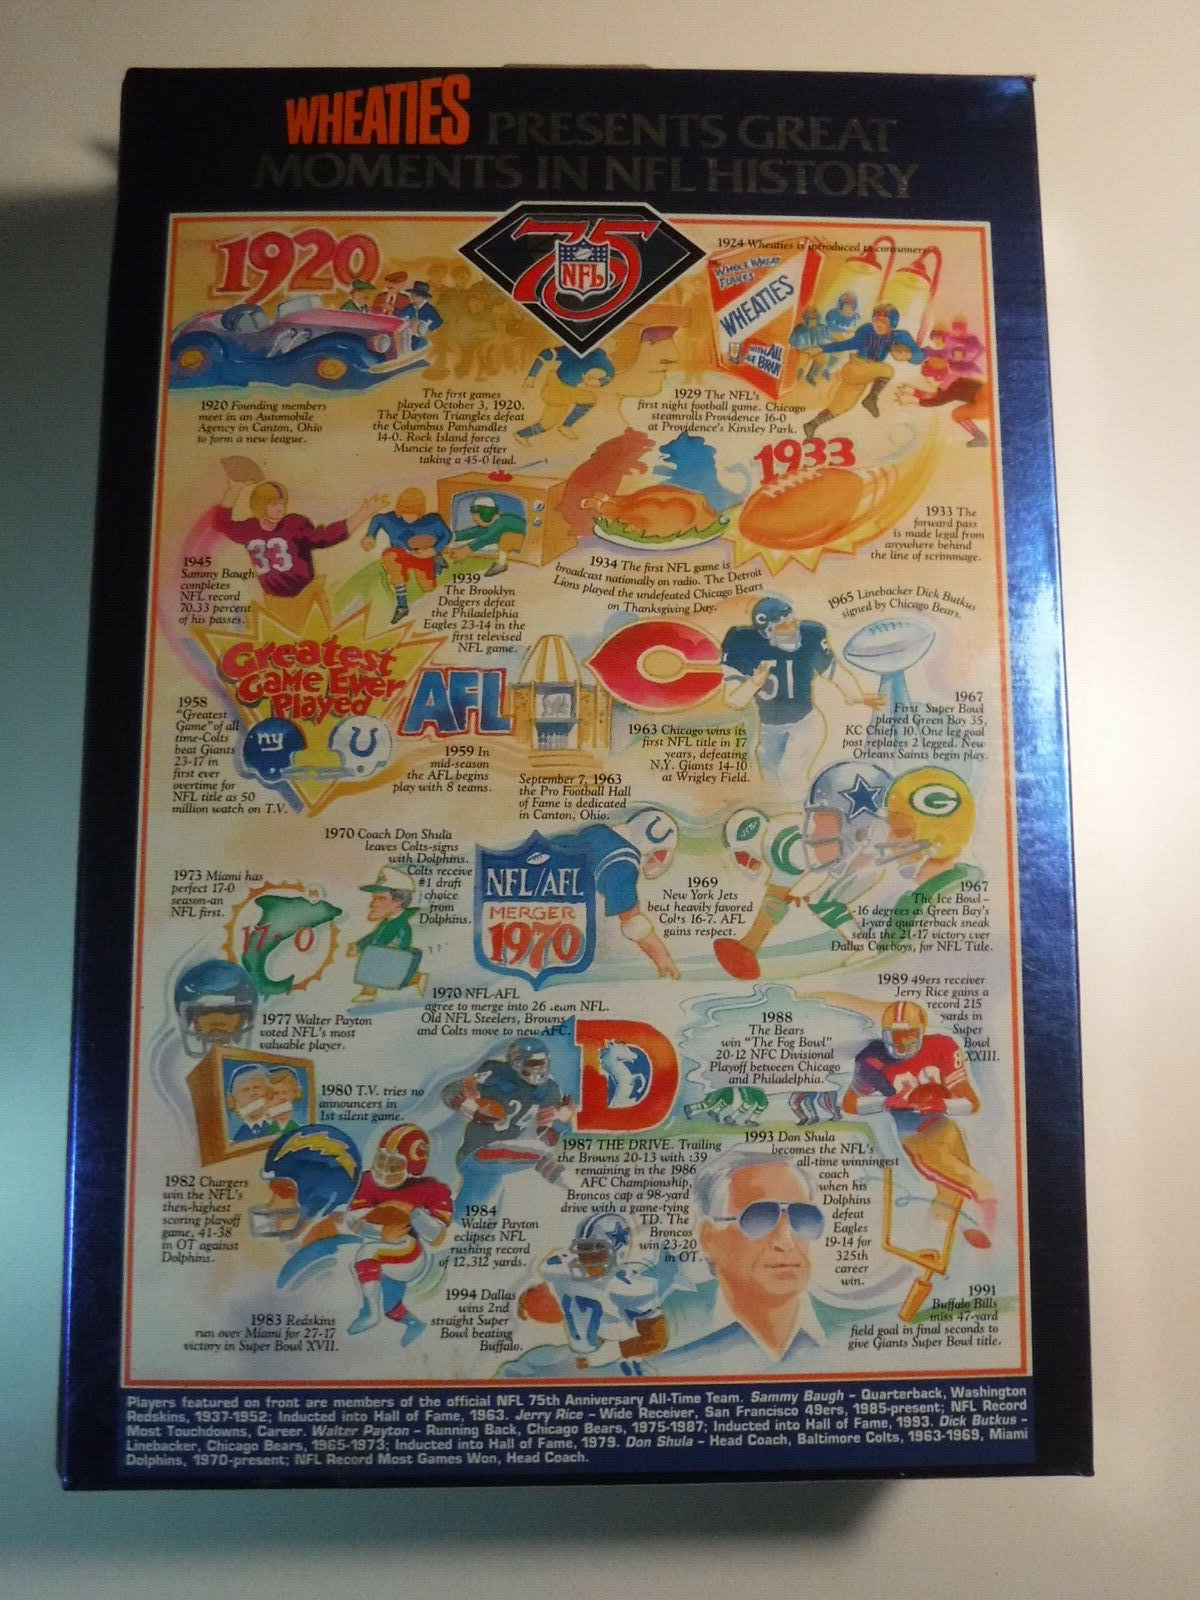 WHEATIES PRESENTS GREAT
MOMENTS IN NFL HISTORY
75
NFL
1920
1920 Founding members
meet in an Automobile
Agency in Canton, Ohio
to form a new league.
The first games
played October 3, 1920.
The Dayton Triangles defeat
the Columbus Panhandles
14-0. Rock Island forces
Muncie to forfeit after
taking a 45-0 lead.
1924 Wheaties is introduced to consumers.
WHOLE WHEAT
FLAKES
WHEATIES
WITH ALL
THE BRAN
1929 The NFL's
first night football game. Chicago
steamrolls Providence 16-0
at Providence's Kinsley Park.
1933
1933 The
forward pass
is made legal from
anywhere behind
the line of scrimmage.
33
1945
Sammy Baugh
completes
NFL record
70.33 percent
of his passes.
1939
The Brooklyn
Dodgers defeat
the Philadelphia
Eagles 23-14 in the
first televised
NFL game.
1934 The first NFL game is
broadcast nationally on radio. The Detroit
Lions played the undefeated Chicago Bears
on Thanksgiving Day.
1965 Linebacker Dick Butkus
signed by Chicago Bears.
Greatest
Game Ever
Played
ny
1958
"Greatest
Game" of all
time-Colts
beat Giants
23-17 in
first ever
overtime for
NFL title as 50
million watch on T.V.
AFL
1959 In
mid-season
the AFL begins
play with 8 teams.
September 7, 1963
the Pro Football Hall
of Fame is dedicated
in Canton, Ohio.
C
51
1963 Chicago wins its
first NFL title in 17
years, defeating
N.Y. Giants 14-10
at Wrigley Field.
1967
First Super Bowl
played Green Bay 35,
KC Chiefs 10. One leg goal
post replaces 2 legged. New
Orleans Saints begin play.
1970 Coach Don Shula
leaves Colts-signs
with Dolphins.
Colts receive
#1 draft
choice
from
Dolphins.
1973 Miami has
perfect 17-0
season-an
NFL first.
17-0
NFL/AFL
MERGER
1970
1970 NFL-AFL
agree to merge into 26 team NFL.
Old NFL Steelers, Browns
and Colts move to new AFC.
JETS
G
1969
New York Jets
beat heavily favored
Colts 16-7. AFL
gains respect.
1967
The Ice Bowl –
-16 degrees as Green Bay's
1-yard quarterback sneak
seals the 21-17 victory over
Dallas Cowboys, for NFL Title.
1977 Walter Payton
voted NFL's most
valuable player.
1980 T.V. tries no
announcers in
1st silent game.
34
D
1988
The Bears
win "The Fog Bowl"
20-12 NFC Divisional
Playoff between Chicago
and Philadelphia.
1989 49ers receiver
Jerry Rice gains a
record 215
yards in
Super
Bowl
XXIII.
1982 Chargers
win the NFL's
then-highest
scoring playoff
game, 41-38
in OT against
Dolphins.
1983 Redskins
run over Miami for 27-17
victory in Super Bowl XVII.
1984
Walter Payton
eclipses NFL
rushing record
of 12,312 yards.
1994 Dallas
wins 2nd
straight Super
Bowl beating
Buffalo.
1987 THE DRIVE. Trailing
the Browns 20-13 with :39
remaining in the 1986
AFC Championship,
Broncos cap a 98-yard
drive with a game-tying
TD. The
Broncos
win 23-20
in OT.
1993 Don Shula
becomes the NFL's
all-time winningest
coach
when his
Dolphins
defeat
Eagles
19-14 for
325th
career
win.
1991
Buffalo Bills
miss 47-yard
field goal in final seconds to
give Giants Super Bowl title.
Players featured on front are members of the official NFL 75th Anniversary All-Time Team. Sammy Baugh – Quarterback, Washington
Redskins, 1937-1952; Inducted into Hall of Fame, 1963. Jerry Rice – Wide Receiver, San Francisco 49ers, 1985-present; NFL Record
Most Touchdowns, Career. Walter Payton – Running Back, Chicago Bears, 1975-1987; Inducted into Hall of Fame, 1993. Dick Butkus –
Linebacker, Chicago Bears, 1965-1973; Inducted into Hall of Fame, 1979. Don Shula – Head Coach, Baltimore Colts, 1963-1969, Miami
Dolphins, 1970-present; NFL Record Most Games Won, Head Coach.